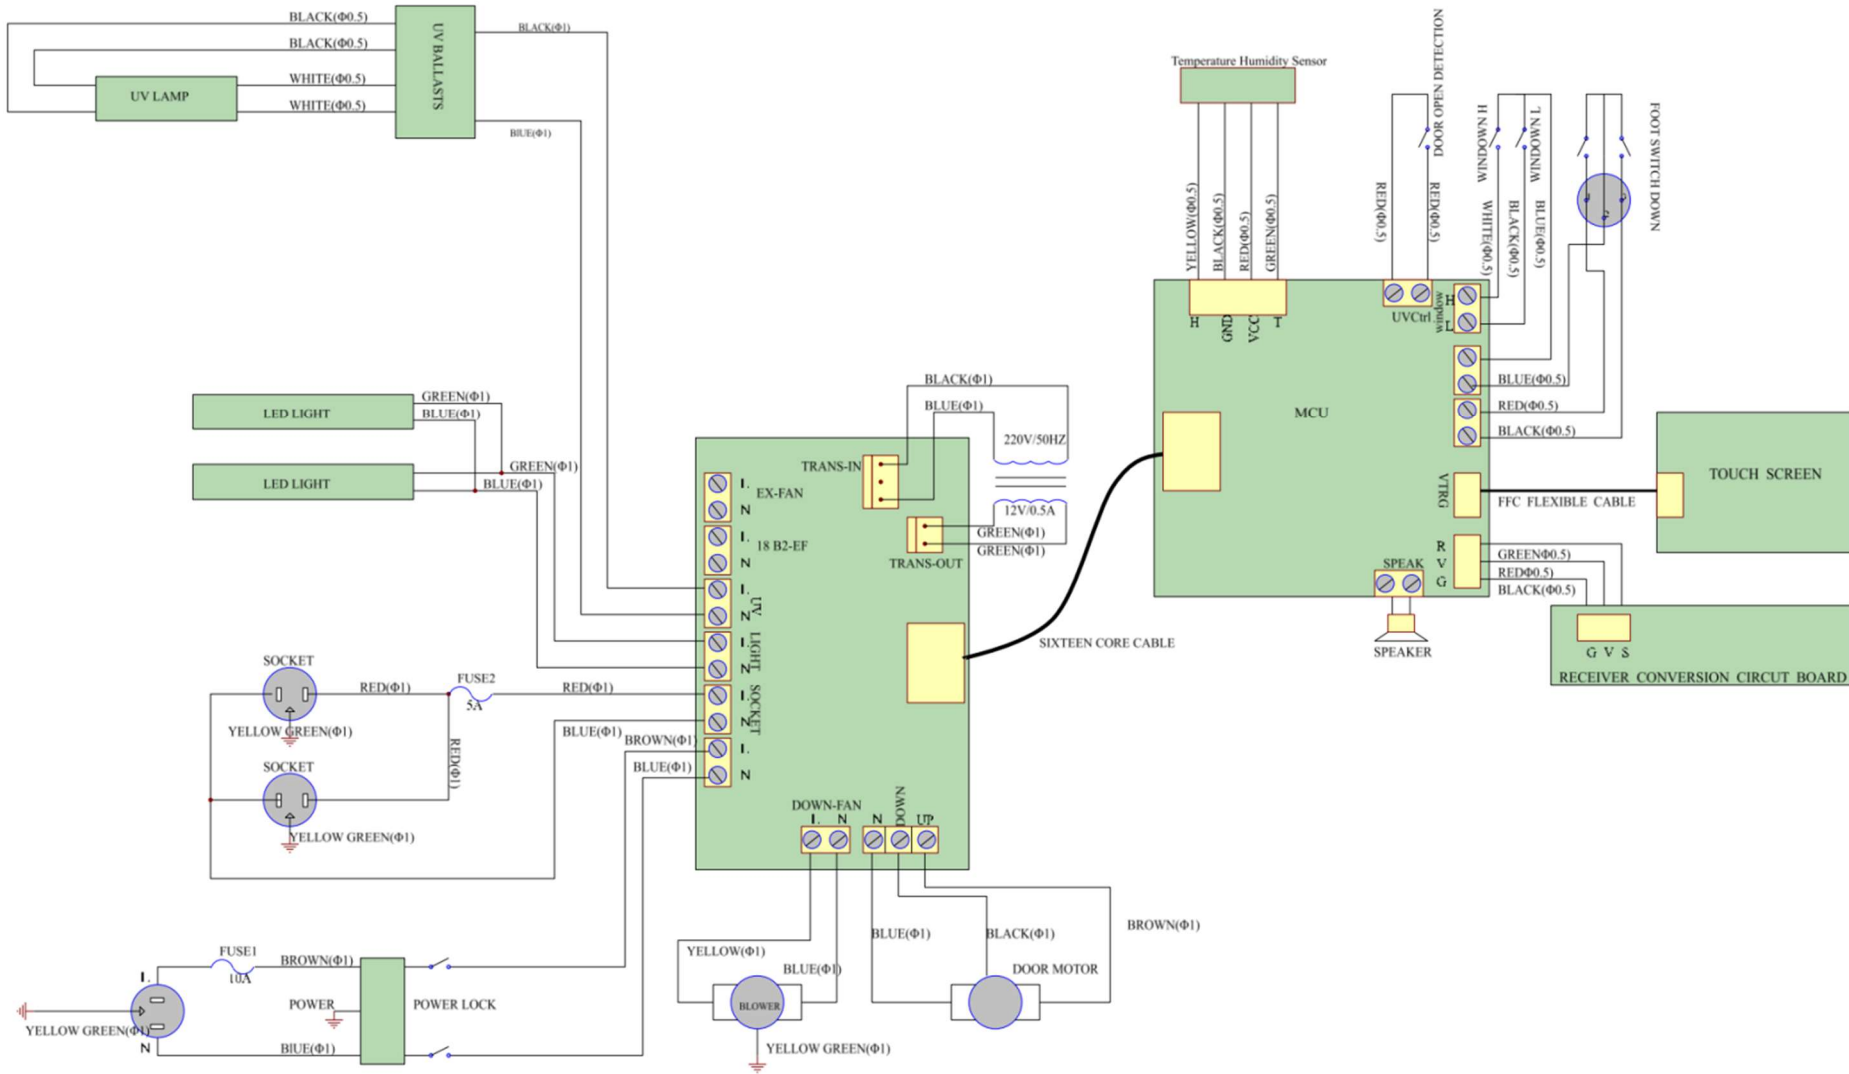 BLACK(Φ0.5)
BLACK(Φ0.5)
WHITE(Φ0.5)
WHITE(Φ0.5)
UV LAMP
UV BALLASTS
BLACK(Φ1)
BlUE(Φ1)
LED LIGHT
GREEN(Φ1)
BLUE(Φ1)
LED LIGHT
GREEN(Φ1)
BLUE(Φ1)
SOCKET
RED(Φ1)
FUSE2
5A
RED(Φ1)
YELLOW GREEN(Φ1)
RED(Φ1)
BLUE(Φ1)
SOCKET
YELLOW GREEN(Φ1)
BROWN(Φ1)
BLUE(Φ1)
FUSE1
10A
BROWN(Φ1)
L
N
YELLOW GREEN(Φ1)
POWER
POWER LOCK
BlUE(Φ1)
TRANS-IN
L
EX-FAN
N
L
18 B2-EF
N
L
UV
N
L
LIGHT
N
L
SOCKET
N
L
N
TRANS-OUT
BLACK(Φ1)
BLUE(Φ1)
220V/50HZ
12V/0.5A
GREEN(Φ1)
GREEN(Φ1)
DOWN-FAN
L N
N
DOWN
UP
YELLOW(Φ1)
BLUE(Φ1)
BLOWER
YELLOW GREEN(Φ1)
BLUE(Φ1)
BLACK(Φ1)
BROWN(Φ1)
DOOR MOTOR
SIXTEEN CORE CABLE
Temperature Humidity Sensor
YELLOW(Φ0.5)
BLACK(Φ0.5)
RED(Φ0.5)
GREEN(Φ0.5)
H
GND
VCC
T
DOOR OPEN DETECTION
RED(Φ0.5)
RED(Φ0.5)
UVCtrl
WINDOWN H
WINDOWN L
WHITE(Φ0.5)
BLACK(Φ0.5)
BLUE(Φ0.5)
FOOT SWITCH DOWN
window
H
L
MCU
BLUE(Φ0.5)
RED(Φ0.5)
BLACK(Φ0.5)
VTRG
FFC FLEXIBLE CABLE
TOUCH SCREEN
R
V
G
GREENΦ0.5)
REDΦ0.5)
BLACK(Φ0.5)
SPEAK
SPEAKER
G V S
RECEIVER CONVERSION CIRCUT BOARD